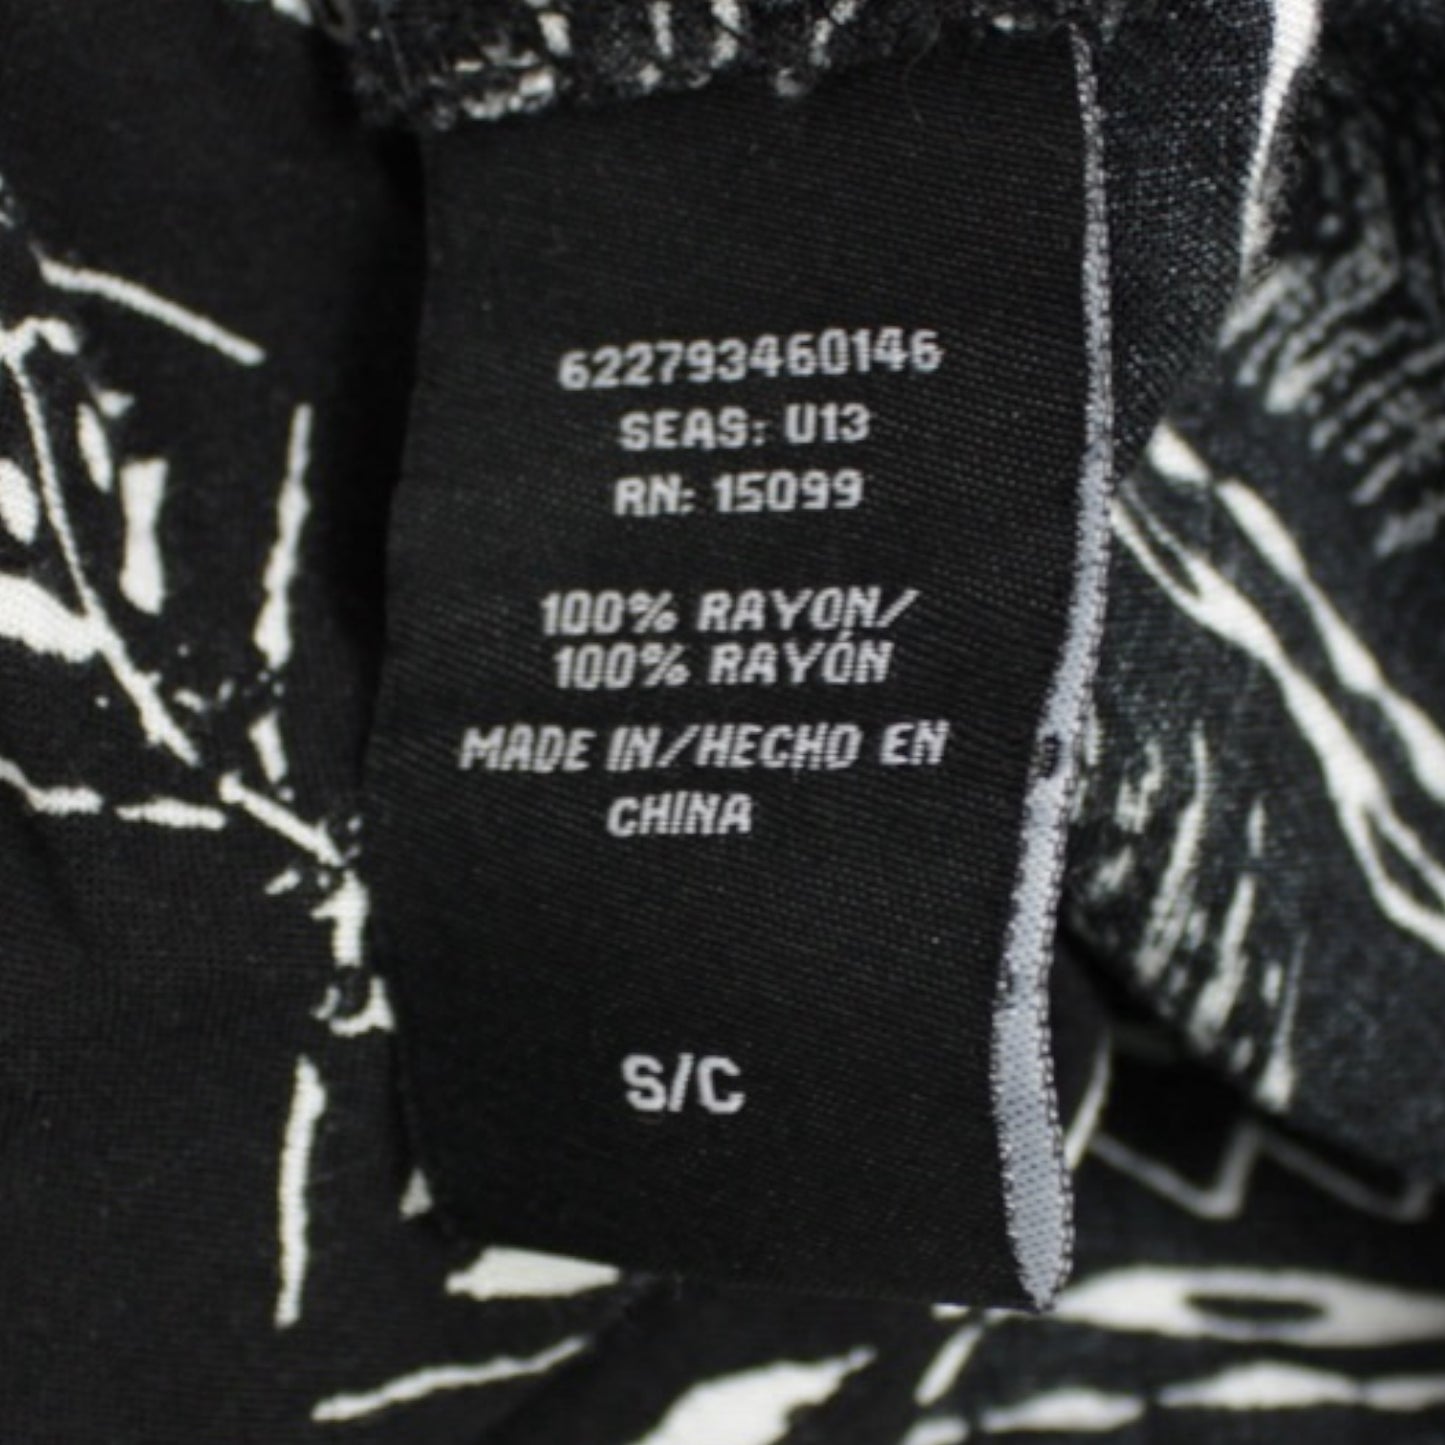 622793460146
SEAS: U13
RN: 15099
100% RAYON/
100% RAYÓN
MADE IN/HECHO EN
CHINA
S/C